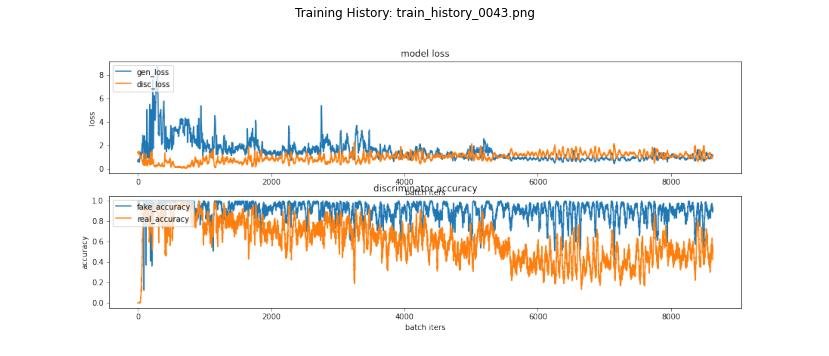 Training History: train_history_0043.png
model loss
gen_loss
disc_loss
loss
8
6
4
2
0
0 2000 4000 6000 8000
batch iters
discriminator accuracy
fake_accuracy
real_accuracy
accuracy
1.0
0.8
0.6
0.4
0.2
0.0
0 2000 4000 6000 8000
batch iters